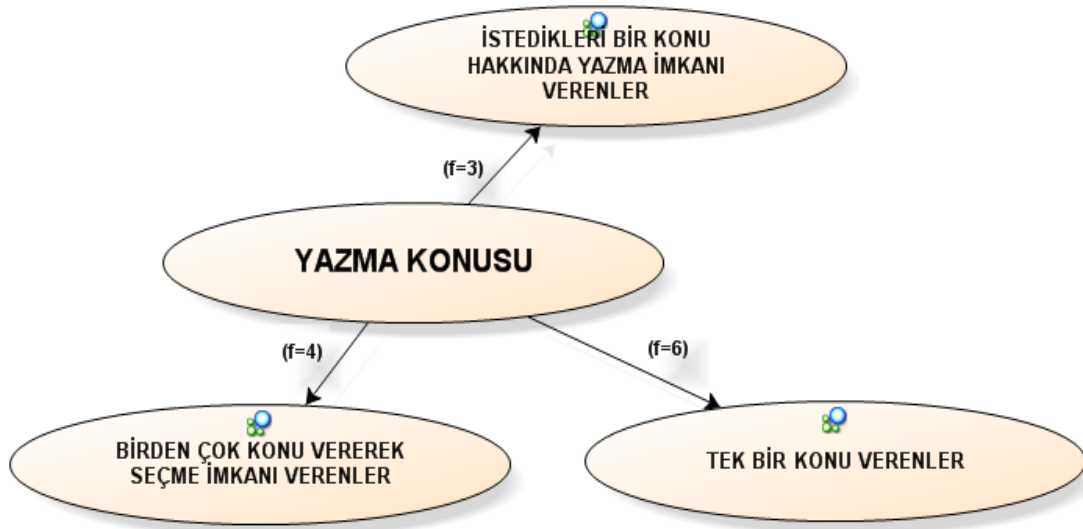 İSTEDİKLERİ BİR KONU
HAKKINDA YAZMA İMKANI
VERENLER
(f=3)
YAZMA KONUSU
(f=4)
(f=6)
BİRDEN ÇOK KONU VEREREK
SEÇME İMKANI VERENLER
TEK BİR KONU VERENLER